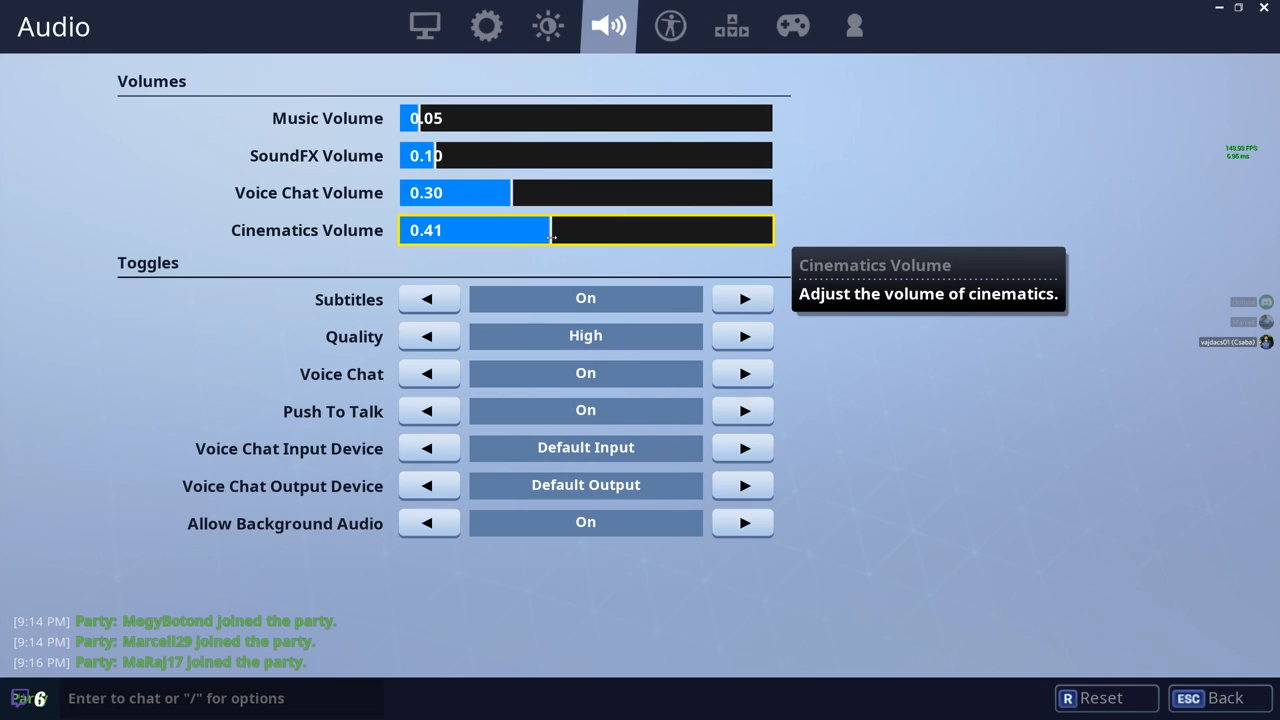 Audio
Volumes
Music Volume 0.05
SoundFX Volume 0.10
Voice Chat Volume 0.30
Cinematics Volume 0.41
Toggles
Cinematics Volume
Adjust the volume of cinematics.
Subtitles On
Quality High
Voice Chat On
Push To Talk On
Voice Chat Input Device Default Input
Voice Chat Output Device Default Output
Allow Background Audio On
vajdacs01 (Csaba)
[9:14 PM] Party: MegyBotond joined the party.
[9:14 PM] Party: Marcell29 joined the party.
[9:16 PM] Party: MaRaj17 joined the party.
6 Enter to chat or "/" for options
R Reset
ESC Back